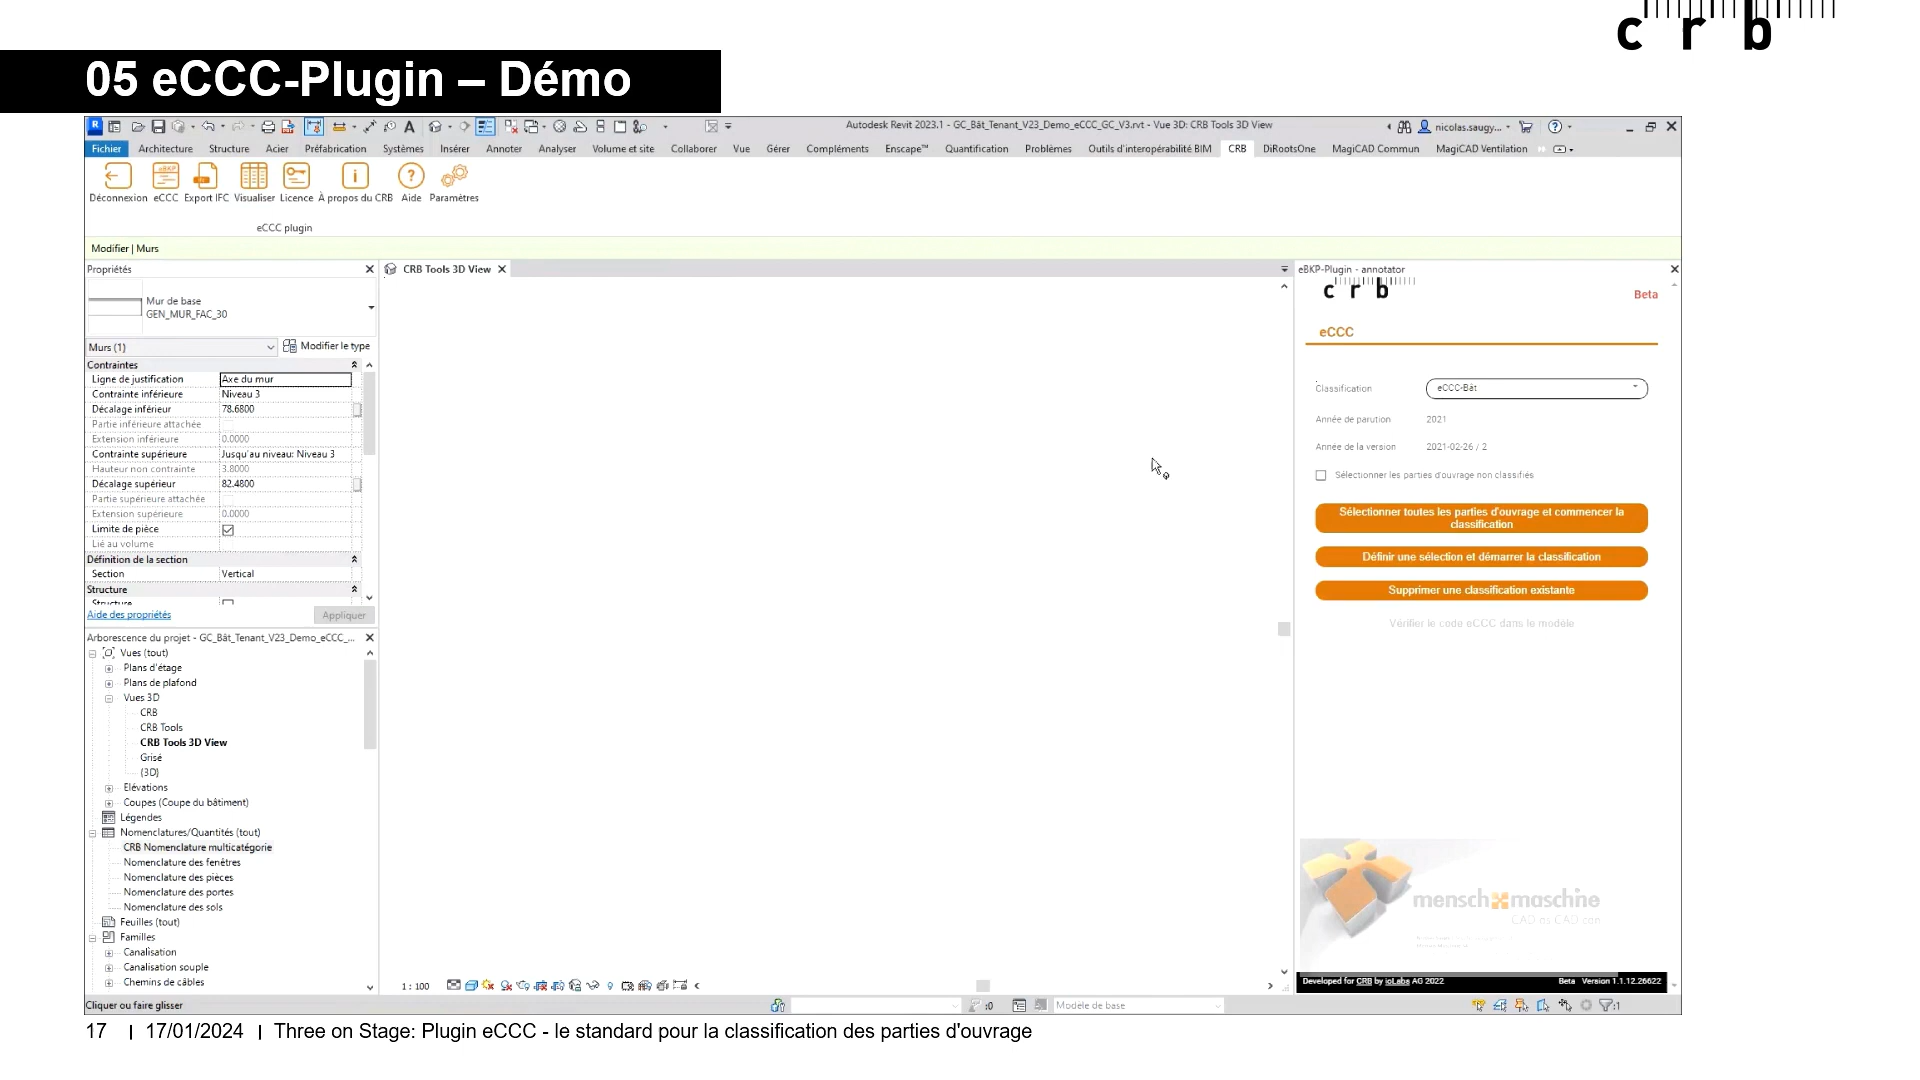 crb
05 eCCC-Plugin – Démo
Autodesk Revit 2023.1 - GC_Bât_Tenant_V23_Demo_eCCC_GC_V3.rvt - Vue 3D: CRB Tools 3D View
nicolas.saugy...
Fichier Architecture Structure Acier Préfabrication Systèmes Insérer Annoter Analyser Volume et site Collaborer Vue Gérer Compléments Enscape™ Quantification Problèmes Outils d'interopérabilité BIM CRB DiRootsOne MagiCAD Commun MagiCAD Ventilation
Déconnexion eCCC Export IFC Visualiser Licence À propos du CRB Aide Paramètres
eCCC plugin
Modifier | Murs
Propriétés
Mur de base
GEN_MUR_FAC_30
Murs (1) Modifier le type
Contraintes
Ligne de justification Axe du mur
Contrainte inférieure Niveau 3
Décalage inférieur 78.6800
Partie inférieure attachée
Extension inférieure 0.0000
Contrainte supérieure Jusqu'au niveau: Niveau 3
Hauteur non contrainte 3.8000
Décalage supérieur 82.4800
Partie supérieure attachée
Extension supérieure 0.0000
Limite de pièce
Lié au volume
Définition de la section
Section Vertical
Structure
Structure
Aide des propriétés Appliquer
Arborescence du projet - GC_Bât_Tenant_V23_Demo_eCCC_...
Vues (tout)
Plans d'étage
Plans de plafond
Vues 3D
CRB
CRB Tools
CRB Tools 3D View
Grisé
(3D)
Elévations
Coupes (Coupe du bâtiment)
Légendes
Nomenclatures/Quantités (tout)
CRB Nomenclature multicatégorie
Nomenclature des fenêtres
Nomenclature des pièces
Nomenclature des portes
Nomenclature des sols
Feuilles (tout)
Familles
Canalisation
Canalisation souple
Chemins de câbles
CRB Tools 3D View
1 : 100
eBKP-Plugin - annotator
crb
Beta
eCCC
Classification eCCC-Bât
Année de parution 2021
Année de la version 2021-02-26 / 2
Sélectionner les parties d'ouvrage non classifiés
Sélectionner toutes les parties d'ouvrage et commencer la
classification
Définir une sélection et démarrer la classification
Supprimer une classification existante
Vérifier le code eCCC dans le modèle
mensch maschine
CAD as CAD can
Developed for CRB by ioLabs AG 2022 Beta Version 1.1.12.26622
Cliquer ou faire glisser :0 Modèle de base :1
17 | 17/01/2024 | Three on Stage: Plugin eCCC - le standard pour la classification des parties d'ouvrage